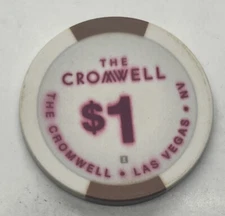 THE
CROMWELL
$1
THE CROMWELL • LAS VEGAS • NV